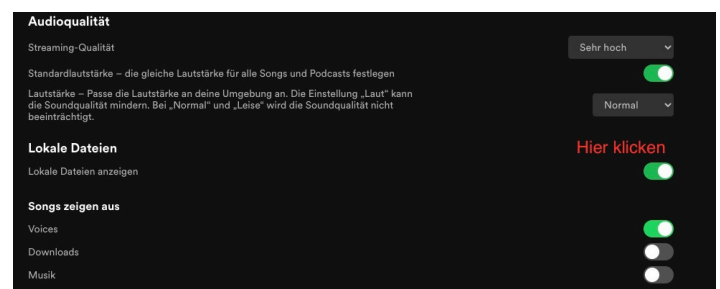 Audioqualität
Streaming-Qualität
Sehr hoch
Standardlautstärke – die gleiche Lautstärke für alle Songs und Podcasts festlegen
Lautstärke – Passe die Lautstärke an deine Umgebung an. Die Einstellung „Laut“ kann
die Soundqualität mindern. Bei „Normal“ und „Leise“ wird die Soundqualität nicht
beeinträchtigt.
Normal
Lokale Dateien
Hier klicken
Lokale Dateien anzeigen
Songs zeigen aus
Voices
Downloads
Musik